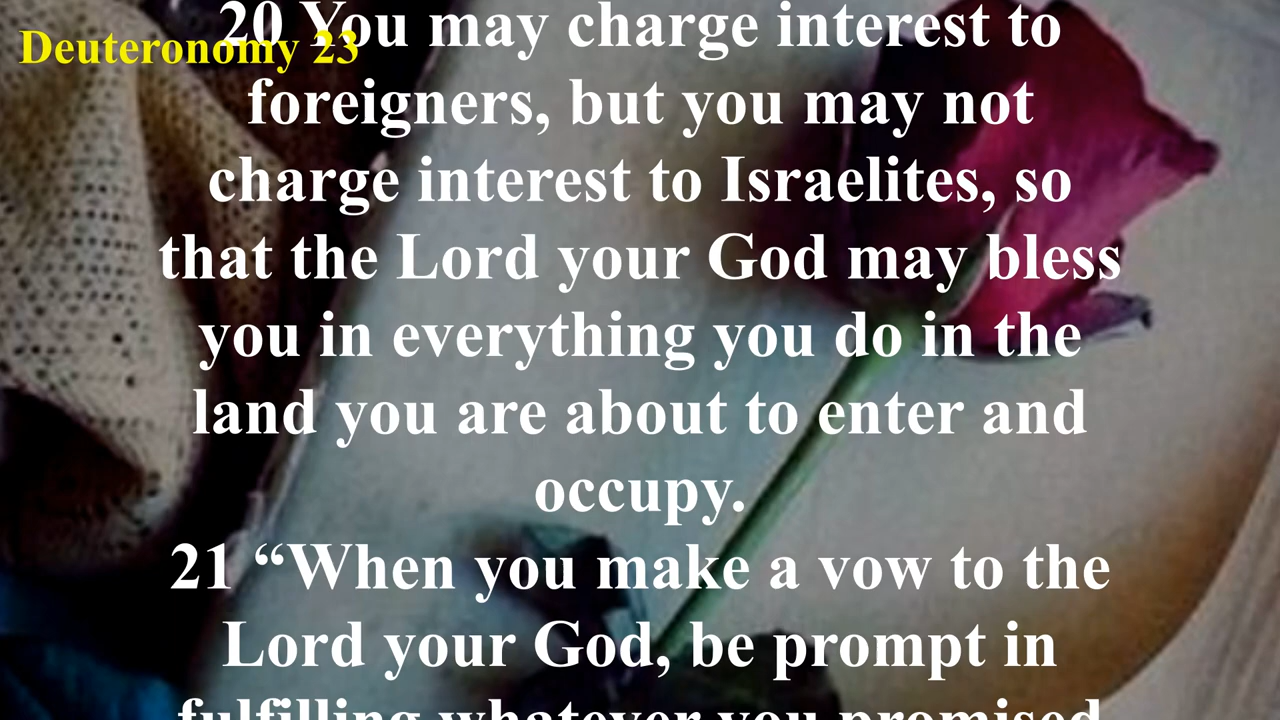 Deuteronomy 23
20 You may charge interest to
foreigners, but you may not
charge interest to Israelites, so
that the Lord your God may bless
you in everything you do in the
land you are about to enter and
occupy.
21 “When you make a vow to the
Lord your God, be prompt in
fulfilling whatever you promised